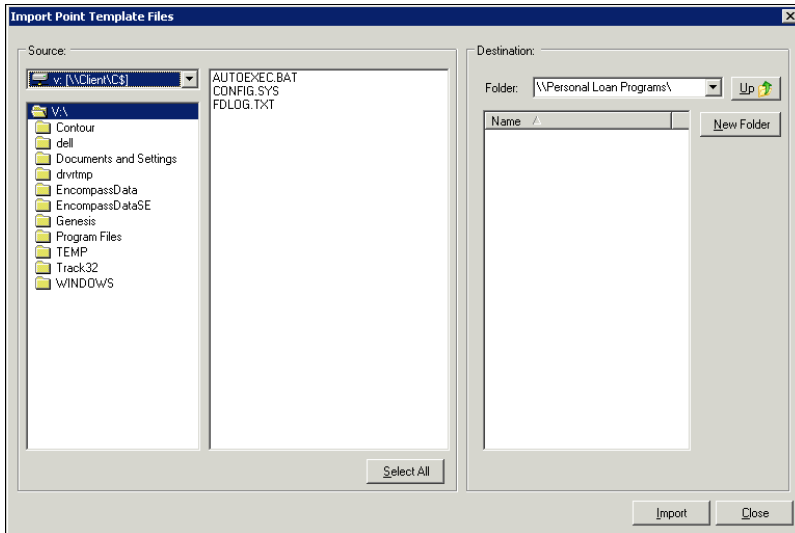 Import Point Template Files
Source:
v: [\\Client\C$]
V:\
Contour
dell
Documents and Settings
drvrtmp
EncompassData
EncompassDataSE
Genesis
Program Files
TEMP
Track32
WINDOWS
AUTOEXEC.BAT
CONFIG.SYS
FDLOG.TXT
Select All
Destination:
Folder: \\Personal Loan Programs\ Up
Name
New Folder
Import Close